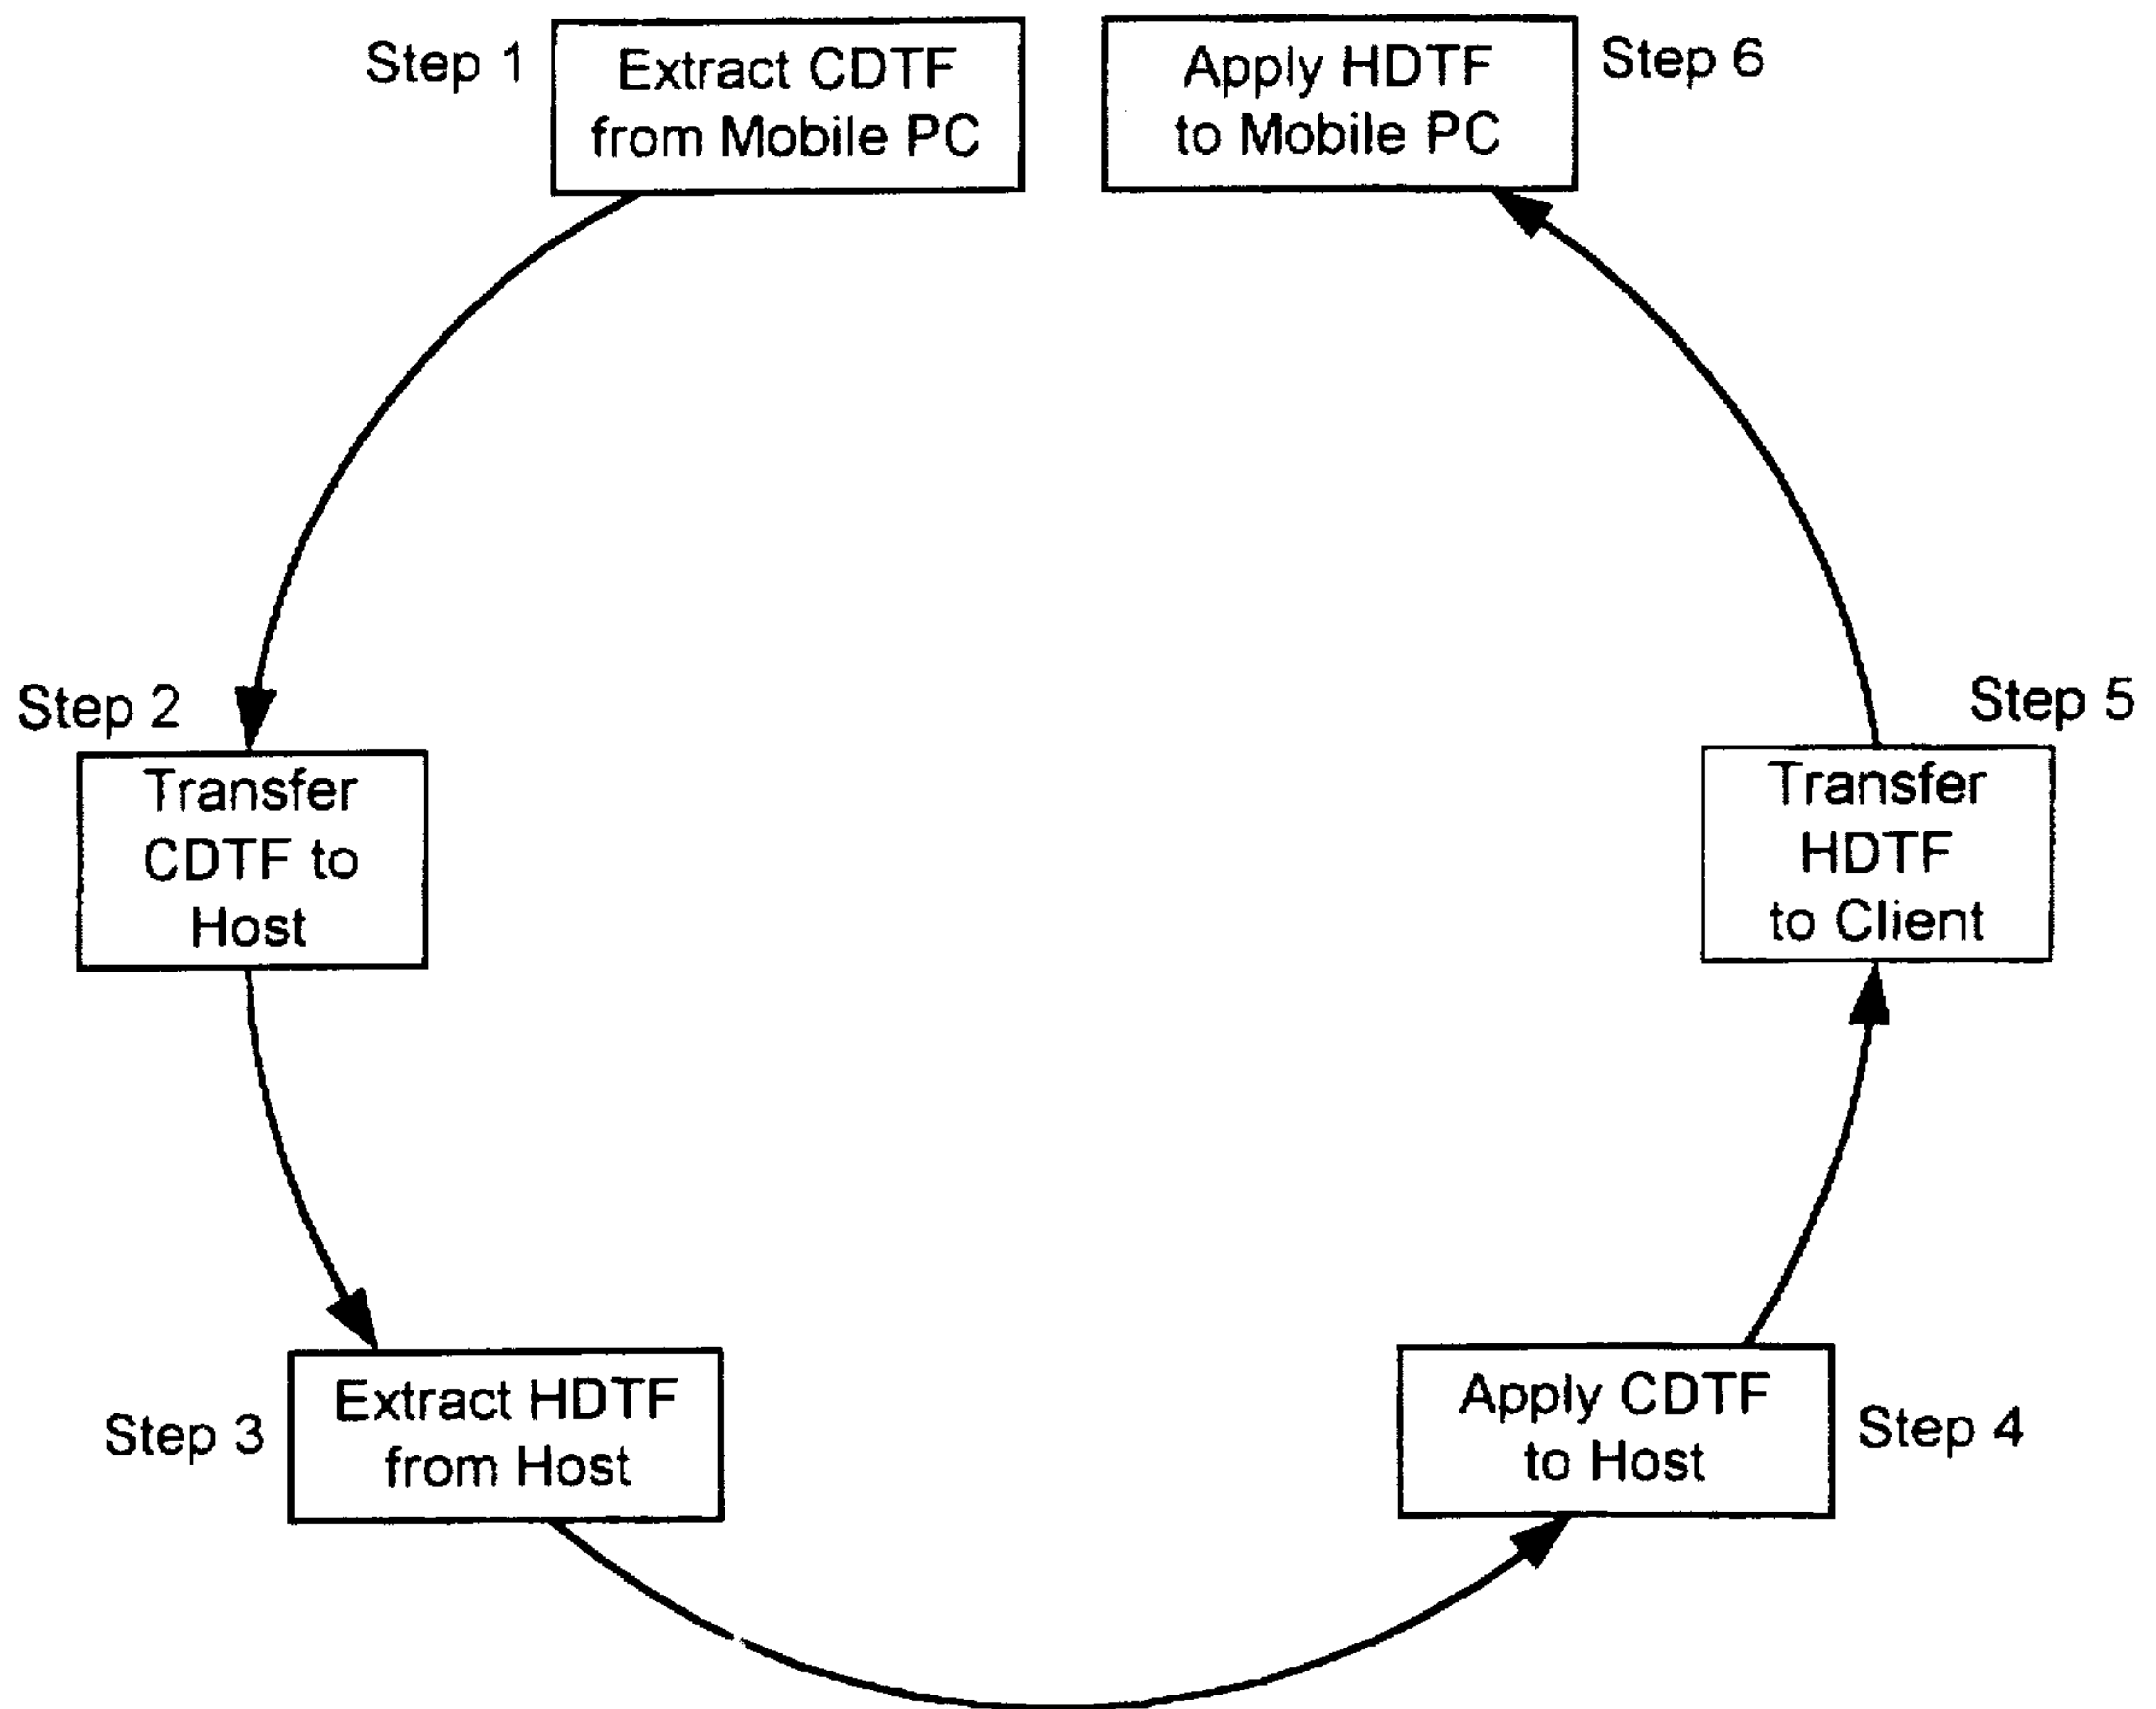 Step 1
Extract CDTF
from Mobile PC
Apply HDTF
to Mobile PC
Step 6
Step 2
Transfer
CDTF to
Host
Step 5
Transfer
HDTF
to Client
Step 3
Extract HDTF
from Host
Apply CDTF
to Host
Step 4